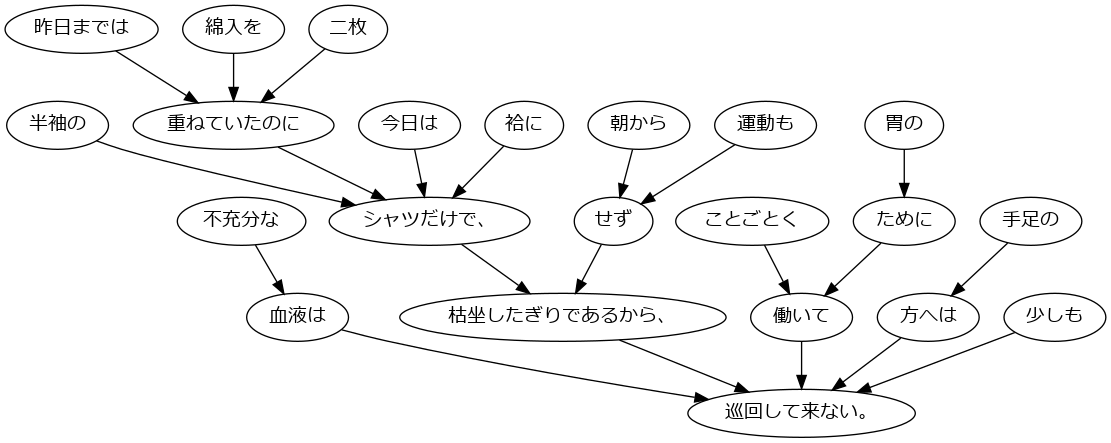 昨日までは
綿入を
二枚
半袖の
重ねていたのに
今日は
袷に
朝から
運動も
胃の
不充分な
シャツだけで、
せず
ことごとく
ために
手足の
血液は
枯坐したぎりであるから、
働いて
方へは
少しも
巡回して来ない。